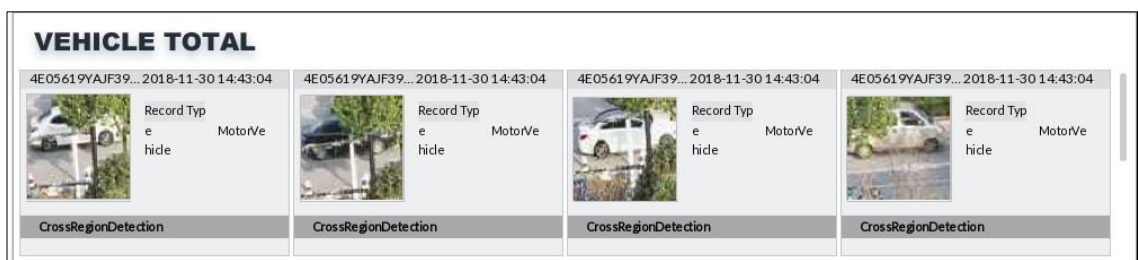 VEHICLE TOTAL
4E05619YAJF39... 2018-11-30 14:43:04
Record Typ
e MotorVe
hicle
CrossRegionDetection
4E05619YAJF39... 2018-11-30 14:43:04
Record Typ
e MotorVe
hicle
CrossRegionDetection
4E05619YAJF39... 2018-11-30 14:43:04
Record Typ
e MotorVe
hicle
CrossRegionDetection
4E05619YAJF39... 2018-11-30 14:43:04
Record Typ
e MotorVe
hicle
CrossRegionDetection